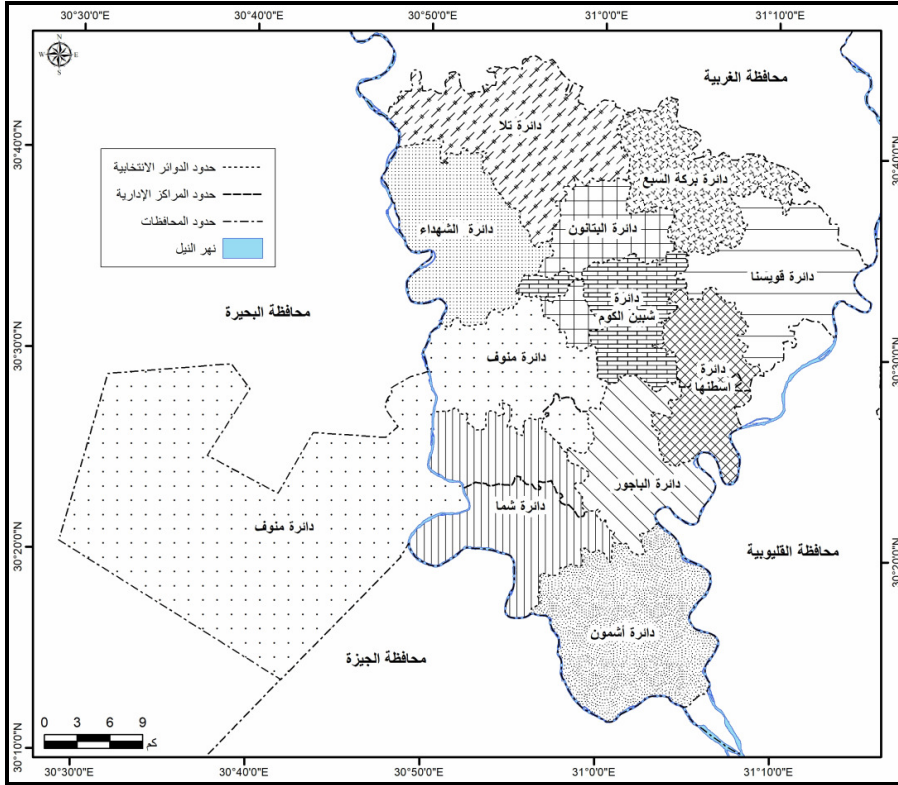 30°30'0"E
30°40'0"E
30°50'0"E
31°0'0"E
31°10'0"E
N
W
E
S
محافظة الغربية
30°40'0"N
30°40'0"N
دائرة تلا
حدود الدوائر الانتخابية
حدود المراكز الإدارية
حدود المحافظات
نهر النيل
دائرة بركة السبع
دائرة الشهداء
دائرة البتانون
دائرة قويسنا
دائرة
شبين الكوم
محافظة البحيرة
30°30'0"N
30°30'0"N
دائرة منوف
دائرة
اسطنها
دائرة الباجور
دائرة شما
دائرة منوف
محافظة القليوبية
30°20'0"N
30°20'0"N
دائرة أشمون
محافظة الجيزة
0 3 6 9
كم
30°10'0"N
30°10'0"N
30°30'0"E
30°40'0"E
30°50'0"E
31°0'0"E
31°10'0"E